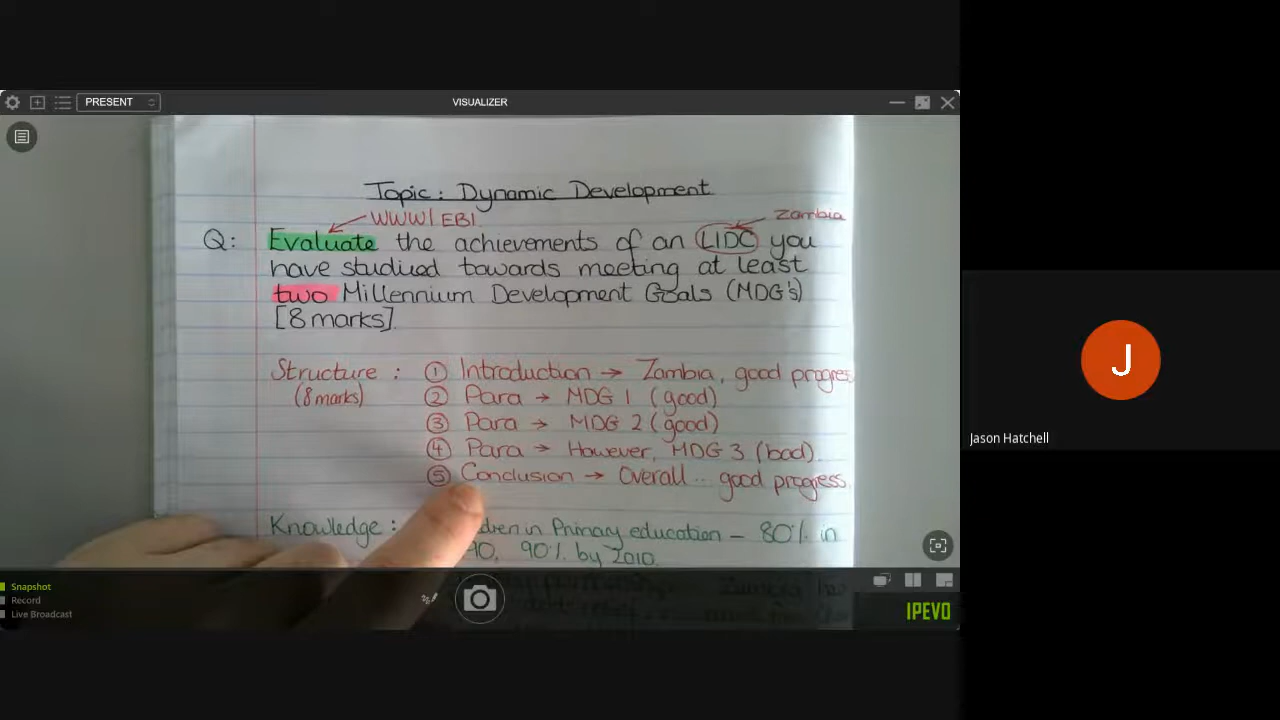 PRESENT
VISUALIZER
Topic: Dynamic Development
WWW/EBI
Zambia
Q: Evaluate the achievements of an LIDC you
have studied towards meeting at least
two Millennium Development Goals (MDG's)
[8 marks]
Structure : ① Introduction → Zambia, good progres
(8 marks) ② Para → MDG 1 (good)
③ Para → MDG 2 (good)
④ Para → However, MDG 3 (bad).
⑤ Conclusion → Overall... good progress.
Knowledge : in Primary education – 80% in
90% by 2010.
Snapshot
Record
Live Broadcast
IPEVO
J
Jason Hatchell